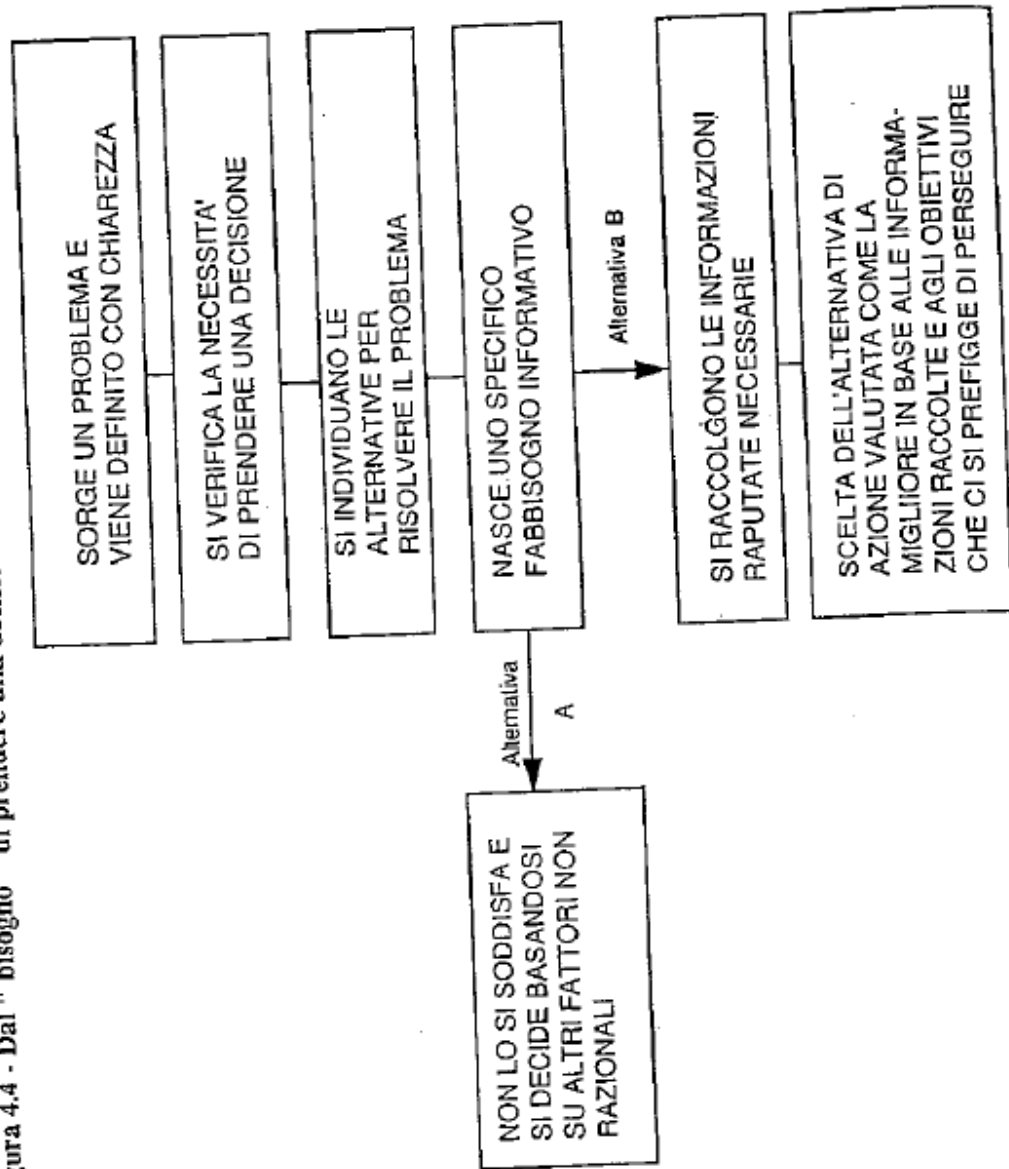 gura 4.4 - Dal " bisogno " di prendere una
SORGE UN PROBLEMA E
VIENE DEFINITO CON CHIAREZZA
SI VERIFICA LA NECESSITA'
DI PRENDERE UNA DECISIONE
SI INDIVIDUANO LE
ALTERNATIVE PER
RISOLVERE IL PROBLEMA
NASCE UNO SPECIFICO
FABBISOGNO INFORMATIVO
Alternativa
A
Alternativa B
NON LO SI SODDISFA E
SI DECIDE BASANDOSI
SU ALTRI FATTORI NON
RAZIONALI
SI RACCOLGONO LE INFORMAZIONI
RAPUTATE NECESSARIE
SCELTA DELL'ALTERNATIVA DI
AZIONE VALUTATA COME LA
MIGLIIORE IN BASE ALLE INFORMA-
ZIONI RACCOLTE E AGLI OBIETTIVI
CHE CI SI PREFIGGE DI PERSEGUIRE